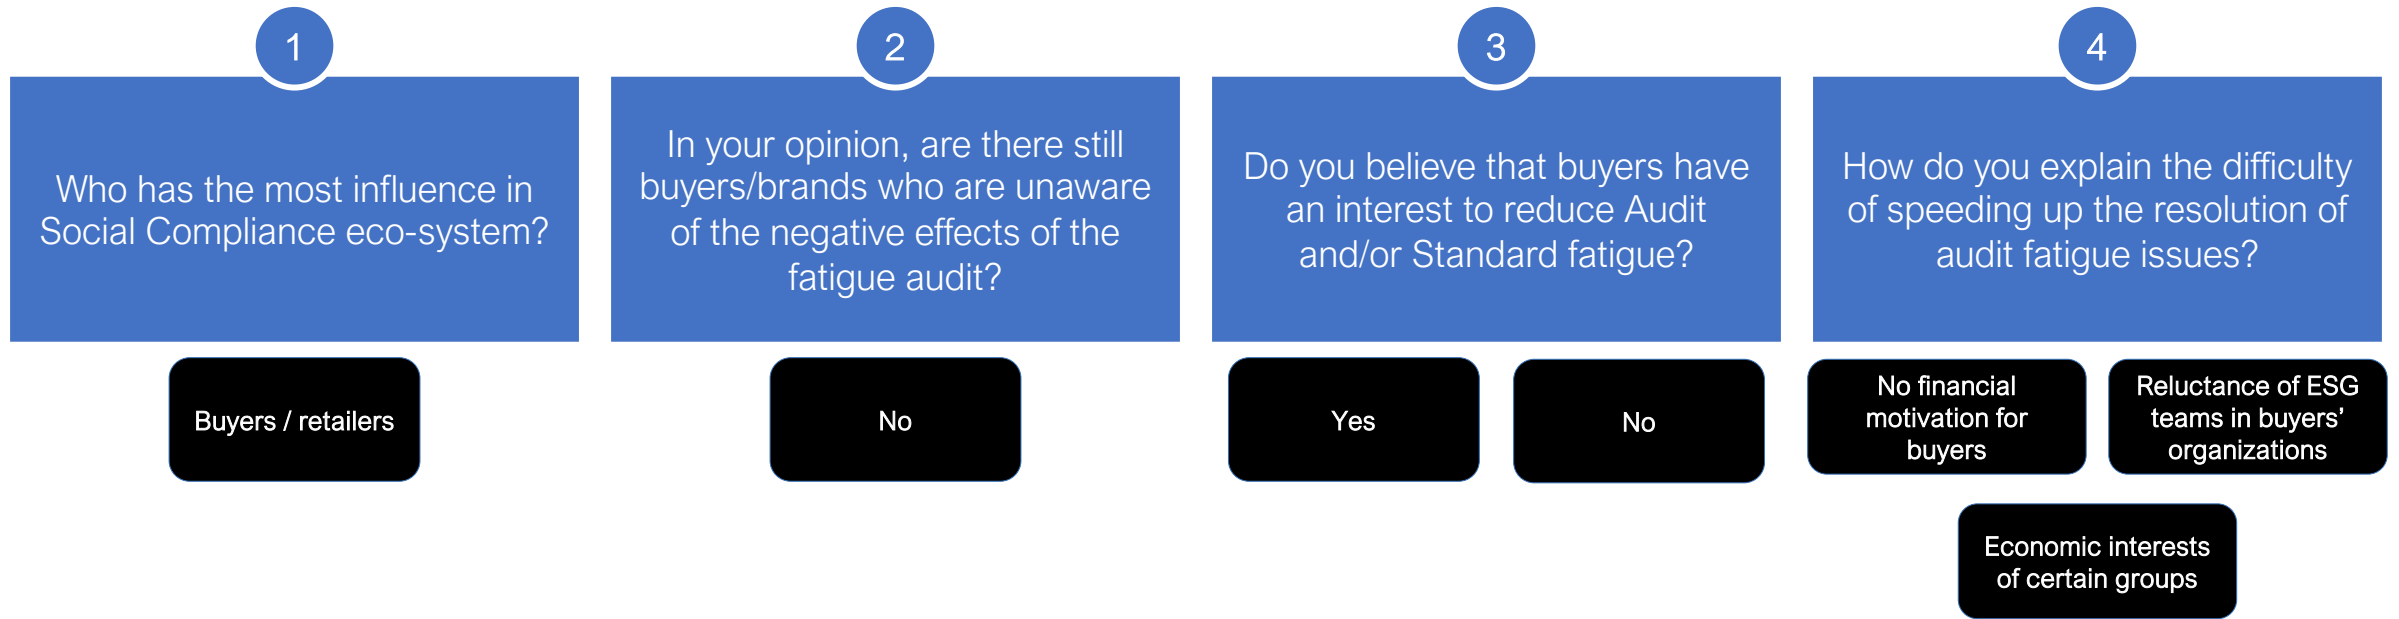 1
Who has the most influence in
Social Compliance eco-system?
Buyers / retailers
2
In your opinion, are there still
buyers/brands who are unaware
of the negative effects of the
fatigue audit?
No
3
Do you believe that buyers have
an interest to reduce Audit
and/or Standard fatigue?
Yes
No
4
How do you explain the difficulty
of speeding up the resolution of
audit fatigue issues?
No financial
motivation for
buyers
Reluctance of ESG
teams in buyers’
organizations
Economic interests
of certain groups